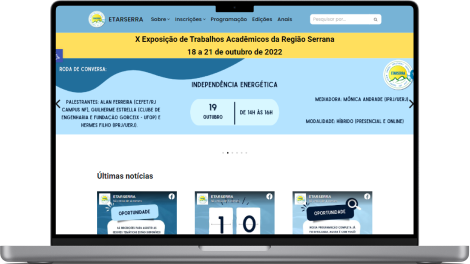 ETARSERRA Sobre Inscrições Programação Edições Anais Pesquisar por...
X Exposição de Trabalhos Acadêmicos da Região Serrana
18 a 21 de outubro de 2022
RODA DE CONVERSA:
INDEPENDÊNCIA ENERGÉTICA
PALESTRANTES: ALAN FERREIRA (CEFET/RJ
CAMPUS NF), GUILHERME ESTRELLA (CLUBE DE
ENGENHARIA E FUNDAÇÃO GORCEIX - UFOP) E
HERMES FILHO (IPRJ/UERJ)
19
OUTUBRO
DE 14H ÀS 16H
MEDIADORA: MÔNICA ANDRADE (IPRJ/UERJ)
MODALIDADE: HÍBRIDO (PRESENCIAL E ONLINE)
Últimas notícias
ETARSERRA
OPORTUNIDADE
ETARSERRA
1 0
ETARSERRA
OPORTUNIDADE